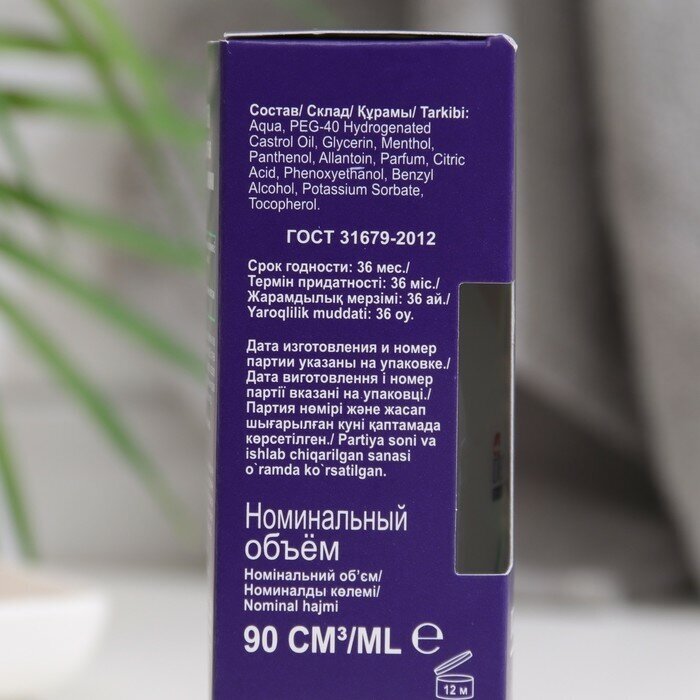 Состав/ Склад/ Құрамы/ Tarkibi:
Aqua, PEG-40 Hydrogenated
Castrol Oil, Glycerin, Menthol,
Panthenol, Allantoin, Parfum, Citric
Acid, Phenoxyethanol, Benzyl
Alcohol, Potassium Sorbate,
Tocopherol.
ГОСТ 31679-2012
Срок годности: 36 мес./
Термін придатності: 36 міс./
Жарамдылық мерзімі: 36 ай./
Yaroqlilik muddati: 36 oy.
Дата изготовления и номер
партии указаны на упаковке./
Дата виготовлення і номер
партії вказані на упаковці./
Партия нөмірі және жасап
шығарылған куні қаптамада
көрсетілген./ Partiya soni va
ishlab chiqarilgan sanasi
o`ramda ko`rsatilgan.
Номинальный
объём
Номінальний об’єм/
Номиналды көлемі/
Nominal hajmi
90 СМ³/ML ℮
12 м